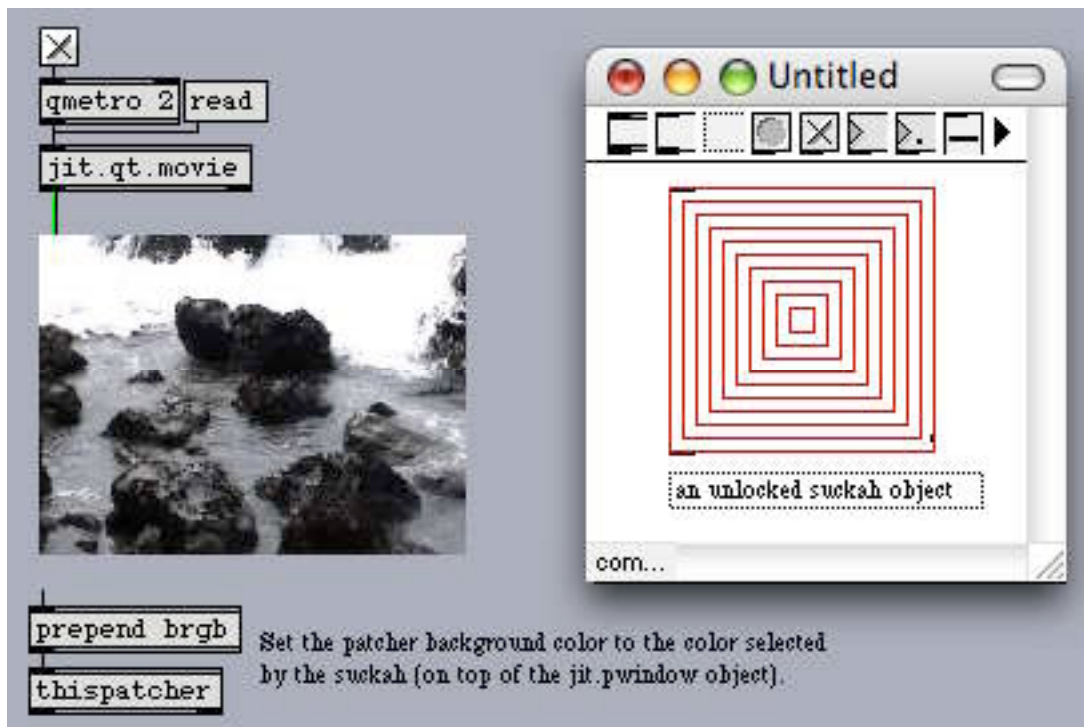 qmetro 2
read
jit.qt.movie
Untitled
an unlocked suckah object
com...
prepend brgb
thispatcher
Set the patcher background color to the color selected
by the suckah (on top of the jit.pwindow object).